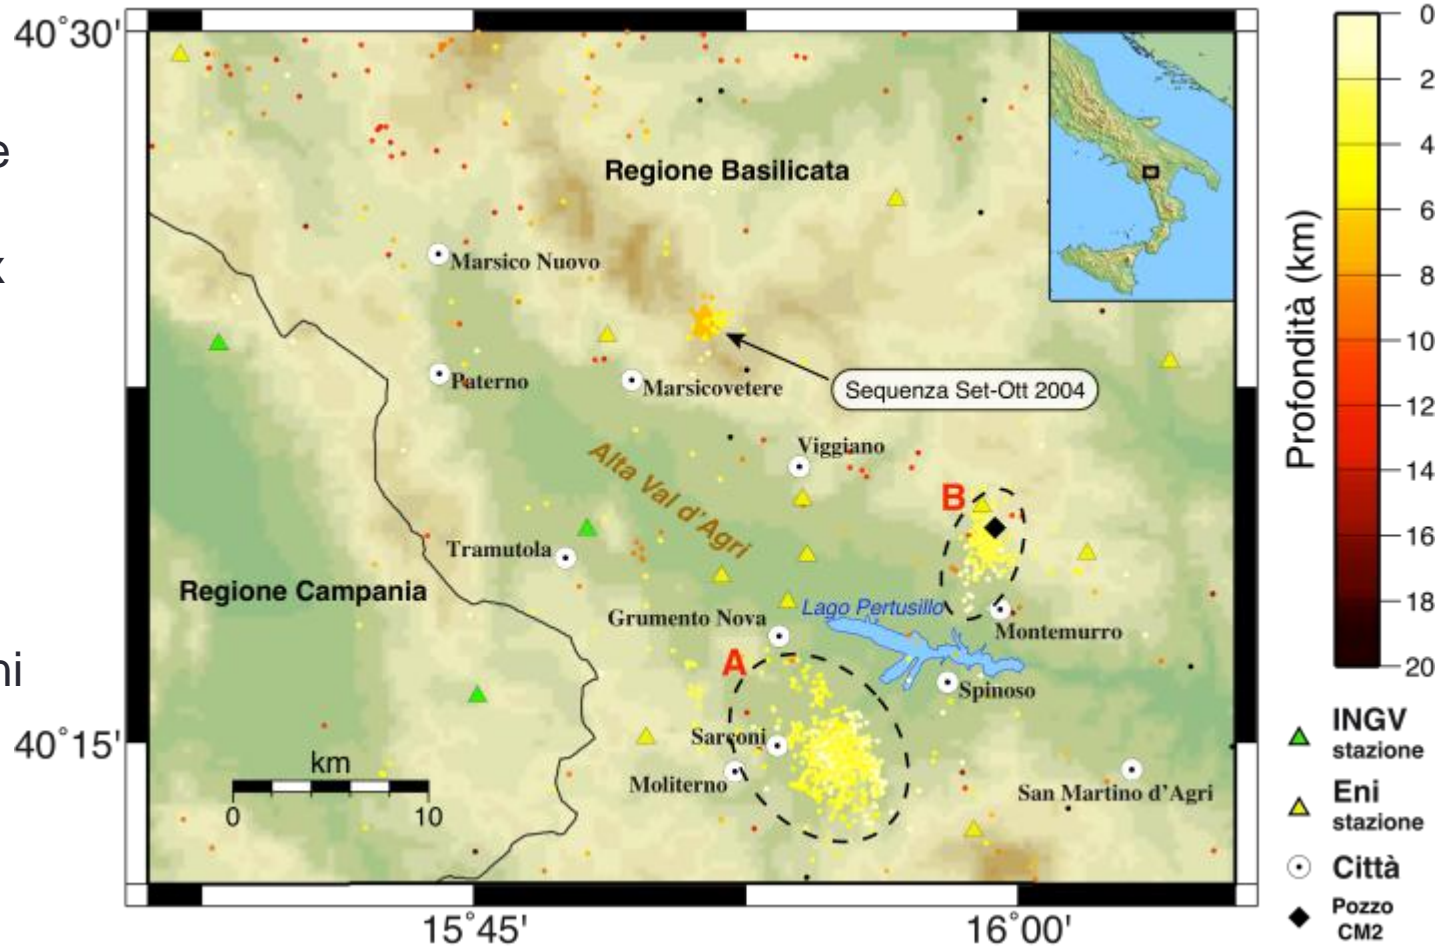 40°30'
e
x
ni
40°15'
15°45'
16°00'
Regione Basilicata
Marsico Nuovo
Paterno
Marsicovetere
Sequenza Set-Ott 2004
Viggiano
Alta Val d'Agri
B
Tramutola
Regione Campania
Grumento Nova
Lago Pertusillo
Montemurro
A
Spinoso
Sarconi
Moliterno
San Martino d'Agri
km
0 10
Profondità (km)
0
2
4
6
8
10
12
14
16
18
20
INGV
stazione
Eni
stazione
Città
Pozzo
CM2